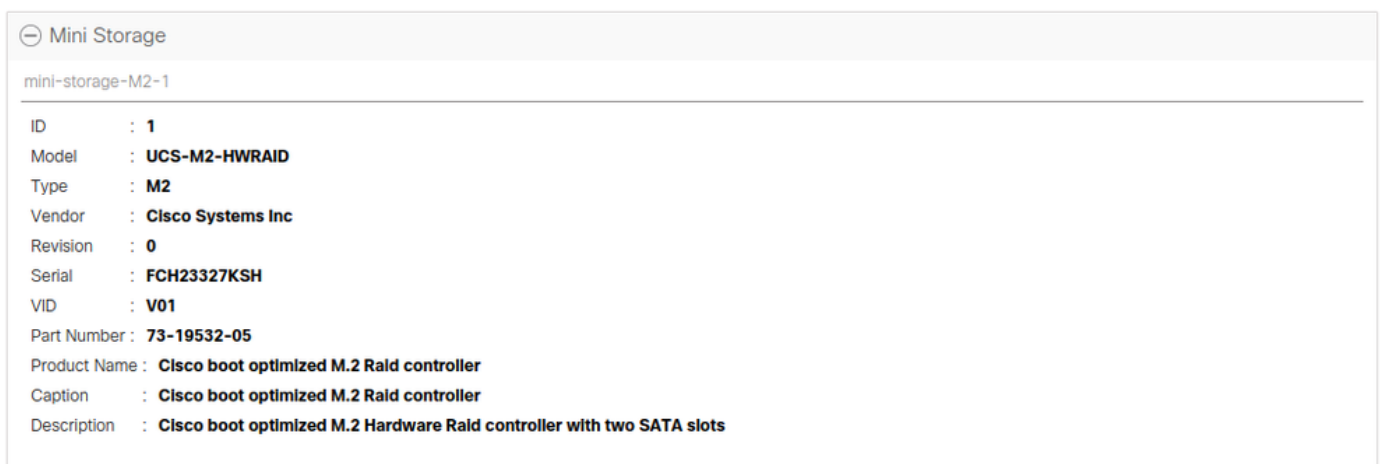 Mini Storage
mini-storage-M2-1
ID : 1
Model : UCS-M2-HWRAID
Type : M2
Vendor : Cisco Systems Inc
Revision : 0
Serial : FCH23327KSH
VID : V01
Part Number : 73-19532-05
Product Name : Cisco boot optimized M.2 Raid controller
Caption : Cisco boot optimized M.2 Raid controller
Description : Cisco boot optimized M.2 Hardware Raid controller with two SATA slots